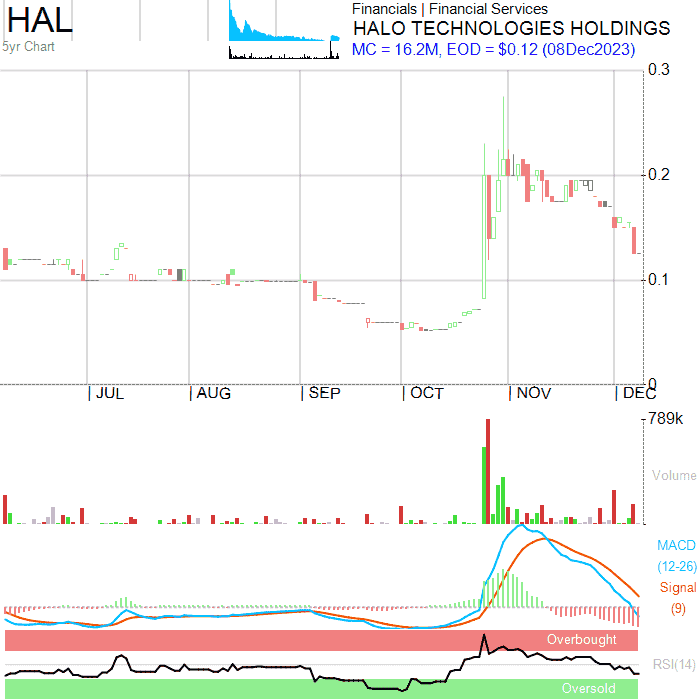 HAL
5yr Chart
Financials | Financial Services
HALO TECHNOLOGIES HOLDINGS
MC = 16.2M, EOD = $0.12 (08Dec2023)
0.3
0.2
0.1
0
JUL AUG SEP OCT NOV DEC
789k
Volume
MACD
(12-26)
Signal
(9)
Overbought
RSI(14)
Oversold